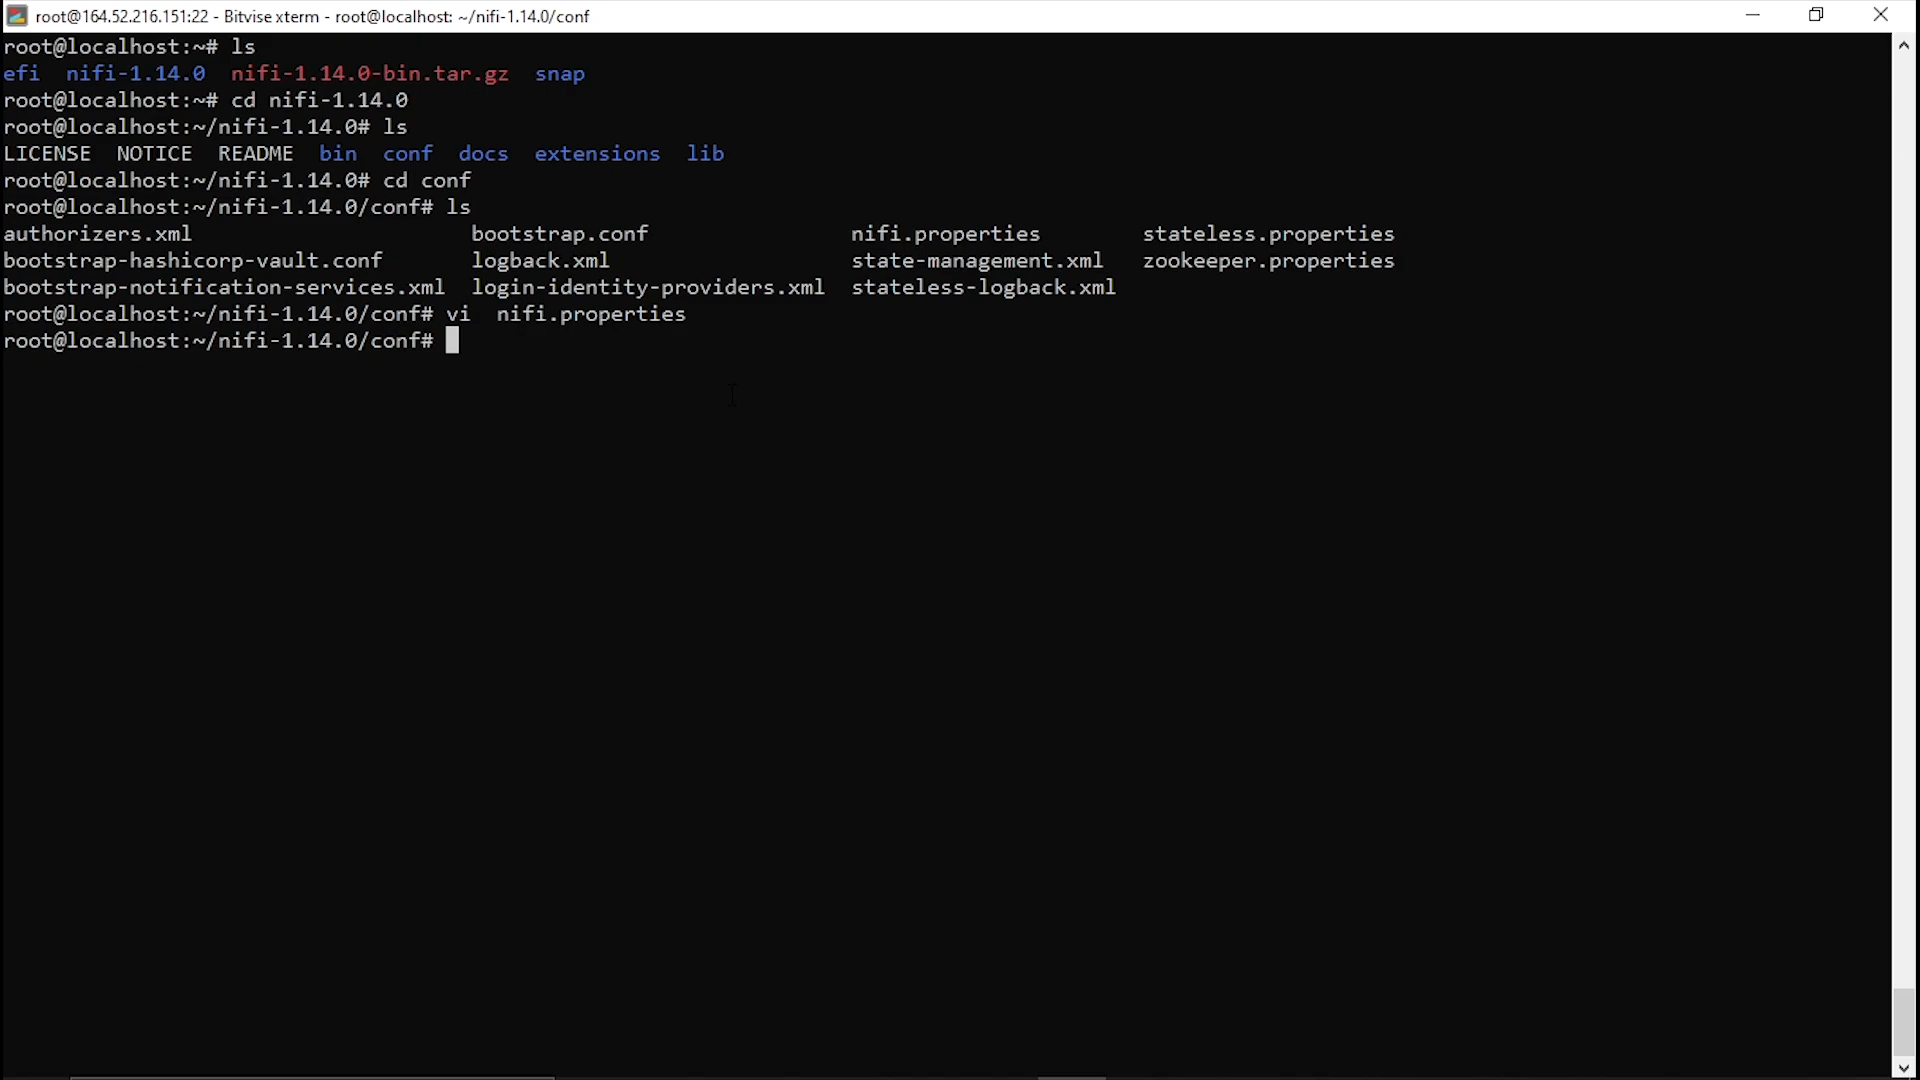 root@164.52.216.151:22 - Bitvise xterm - root@localhost: ~/nifi-1.14.0/conf
root@localhost:~# ls
efi  nifi-1.14.0  nifi-1.14.0-bin.tar.gz  snap
root@localhost:~# cd nifi-1.14.0
root@localhost:~/nifi-1.14.0# ls
LICENSE  NOTICE  README  bin  conf  docs  extensions  lib
root@localhost:~/nifi-1.14.0# cd conf
root@localhost:~/nifi-1.14.0/conf# ls
authorizers.xml                      bootstrap.conf                nifi.properties        stateless.properties
bootstrap-hashicorp-vault.conf       logback.xml                   state-management.xml   zookeeper.properties
bootstrap-notification-services.xml  login-identity-providers.xml  stateless-logback.xml
root@localhost:~/nifi-1.14.0/conf# vi  nifi.properties
root@localhost:~/nifi-1.14.0/conf#